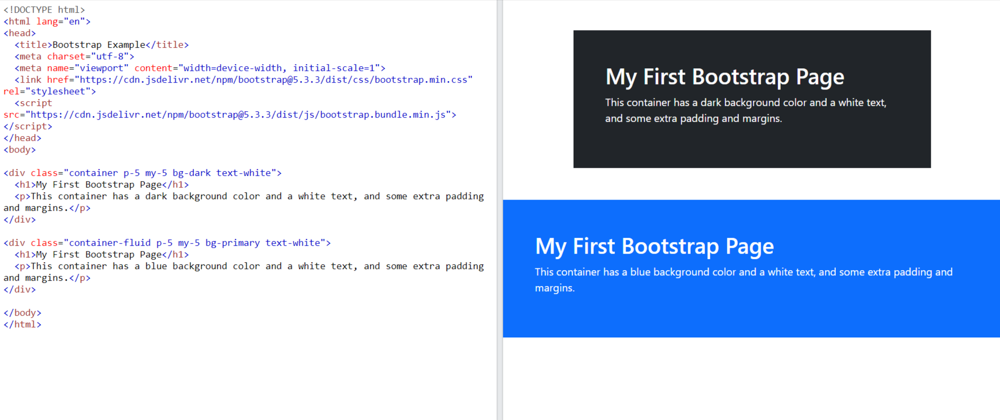 <!DOCTYPE html>
<html lang="en">
<head>
  <title>Bootstrap Example</title>
  <meta charset="utf-8">
  <meta name="viewport" content="width=device-width, initial-scale=1">
  <link href="https://cdn.jsdelivr.net/npm/bootstrap@5.3.3/dist/css/bootstrap.min.css"
rel="stylesheet">
  <script
src="https://cdn.jsdelivr.net/npm/bootstrap@5.3.3/dist/js/bootstrap.bundle.min.js">
</script>
</head>
<body>

<div class="container p-5 my-5 bg-dark text-white">
  <h1>My First Bootstrap Page</h1>
  <p>This container has a dark background color and a white text, and some extra padding
and margins.</p>
</div>

<div class="container-fluid p-5 my-5 bg-primary text-white">
  <h1>My First Bootstrap Page</h1>
  <p>This container has a blue background color and a white text, and some extra padding
and margins.</p>
</div>

</body>
</html>
My First Bootstrap Page
This container has a dark background color and a white text,
and some extra padding and margins.
My First Bootstrap Page
This container has a blue background color and a white text, and some extra padding and
margins.